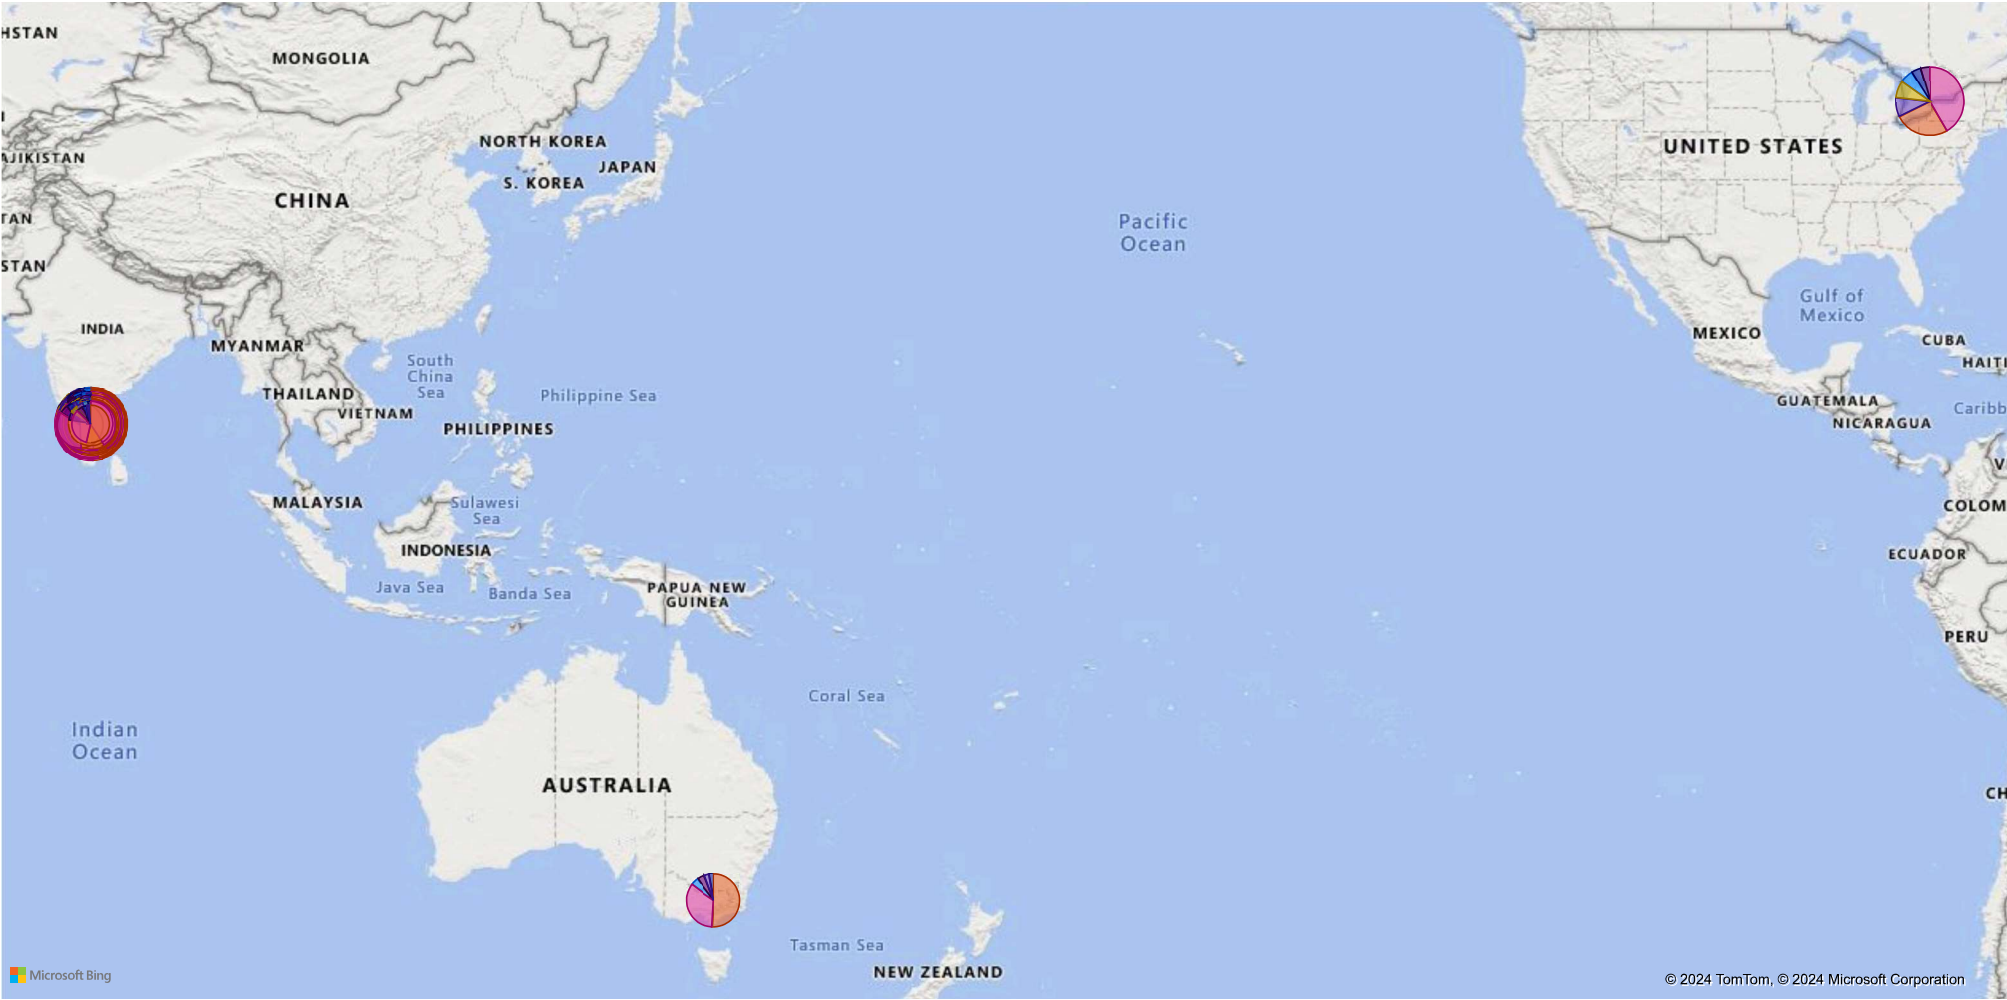 HSTAN
MONGOLIA
NORTH KOREA
JAPAN
S. KOREA
AJIKISTAN
CHINA
TAN
STAN
INDIA
MYANMAR
South
China
Sea
THAILAND
VIETNAM
Philippine Sea
PHILIPPINES
MALAYSIA
Sulawesi
Sea
INDONESIA
Java Sea
Banda Sea
PAPUA NEW
GUINEA
Pacific
Ocean
UNITED STATES
Gulf of
Mexico
MEXICO
CUBA
HAITI
GUATEMALA
Caribb
NICARAGUA
V
COLOM
ECUADOR
PERU
Coral Sea
Indian
Ocean
AUSTRALIA
CH
Tasman Sea
NEW ZEALAND
Microsoft Bing
© 2024 TomTom, © 2024 Microsoft Corporation